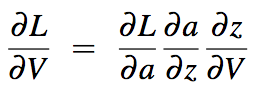 ∂L/∂V = ∂L/∂a ∂a/∂z ∂z/∂V